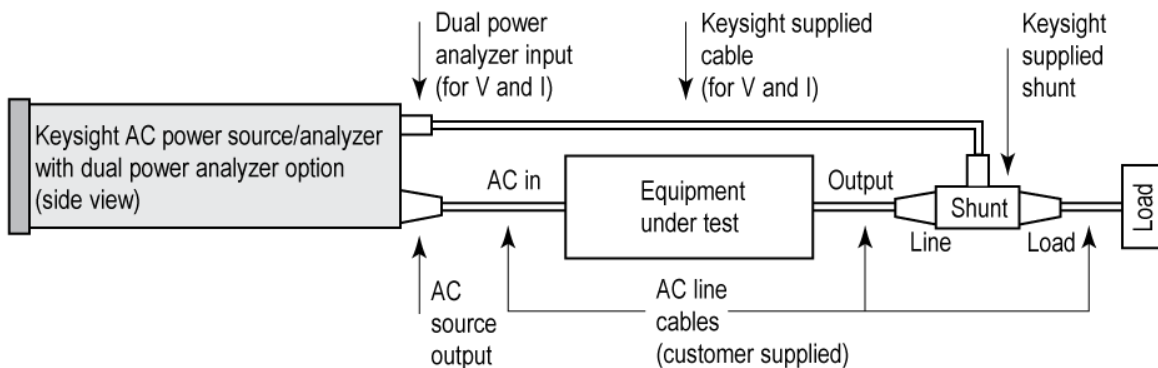 Dual power
analyzer input
(for V and I)
Keysight supplied
cable
(for V and I)
Keysight
supplied
shunt
Keysight AC power source/analyzer
with dual power analyzer option
(side view)
AC in
Equipment
under test
Output
Shunt
Line
Load
Load
AC
source
output
AC line
cables
(customer supplied)